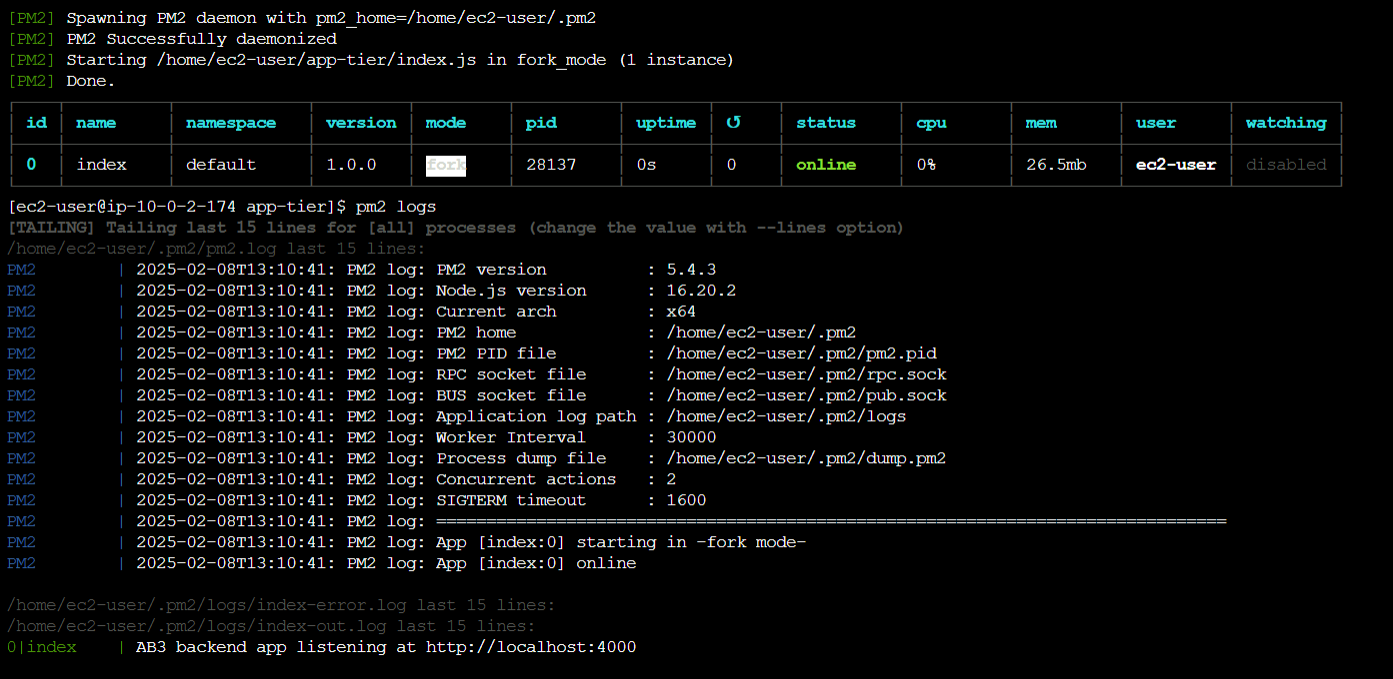 [PM2] Spawning PM2 daemon with pm2_home=/home/ec2-user/.pm2
[PM2] PM2 Successfully daemonized
[PM2] Starting /home/ec2-user/app-tier/index.js in fork_mode (1 instance)
[PM2] Done.
id │ name │ namespace │ version │ mode │ pid │ uptime │ ↺ │ status │ cpu │ mem │ user │ watching
0 │ index │ default │ 1.0.0 │ fork │ 28137 │ 0s │ 0 │ online │ 0% │ 26.5mb │ ec2-user │ disabled
[ec2-user@ip-10-0-2-174 app-tier]$ pm2 logs
[TAILING] Tailing last 15 lines for [all] processes (change the value with --lines option)
/home/ec2-user/.pm2/pm2.log last 15 lines:
PM2 | 2025-02-08T13:10:41: PM2 log: PM2 version : 5.4.3
PM2 | 2025-02-08T13:10:41: PM2 log: Node.js version : 16.20.2
PM2 | 2025-02-08T13:10:41: PM2 log: Current arch : x64
PM2 | 2025-02-08T13:10:41: PM2 log: PM2 home : /home/ec2-user/.pm2
PM2 | 2025-02-08T13:10:41: PM2 log: PM2 PID file : /home/ec2-user/.pm2/pm2.pid
PM2 | 2025-02-08T13:10:41: PM2 log: RPC socket file : /home/ec2-user/.pm2/rpc.sock
PM2 | 2025-02-08T13:10:41: PM2 log: BUS socket file : /home/ec2-user/.pm2/pub.sock
PM2 | 2025-02-08T13:10:41: PM2 log: Application log path : /home/ec2-user/.pm2/logs
PM2 | 2025-02-08T13:10:41: PM2 log: Worker Interval : 30000
PM2 | 2025-02-08T13:10:41: PM2 log: Process dump file : /home/ec2-user/.pm2/dump.pm2
PM2 | 2025-02-08T13:10:41: PM2 log: Concurrent actions : 2
PM2 | 2025-02-08T13:10:41: PM2 log: SIGTERM timeout : 1600
PM2 | 2025-02-08T13:10:41: PM2 log: ===============================================================================
PM2 | 2025-02-08T13:10:41: PM2 log: App [index:0] starting in -fork mode-
PM2 | 2025-02-08T13:10:41: PM2 log: App [index:0] online
/home/ec2-user/.pm2/logs/index-error.log last 15 lines:
/home/ec2-user/.pm2/logs/index-out.log last 15 lines:
0|index | AB3 backend app listening at http://localhost:4000